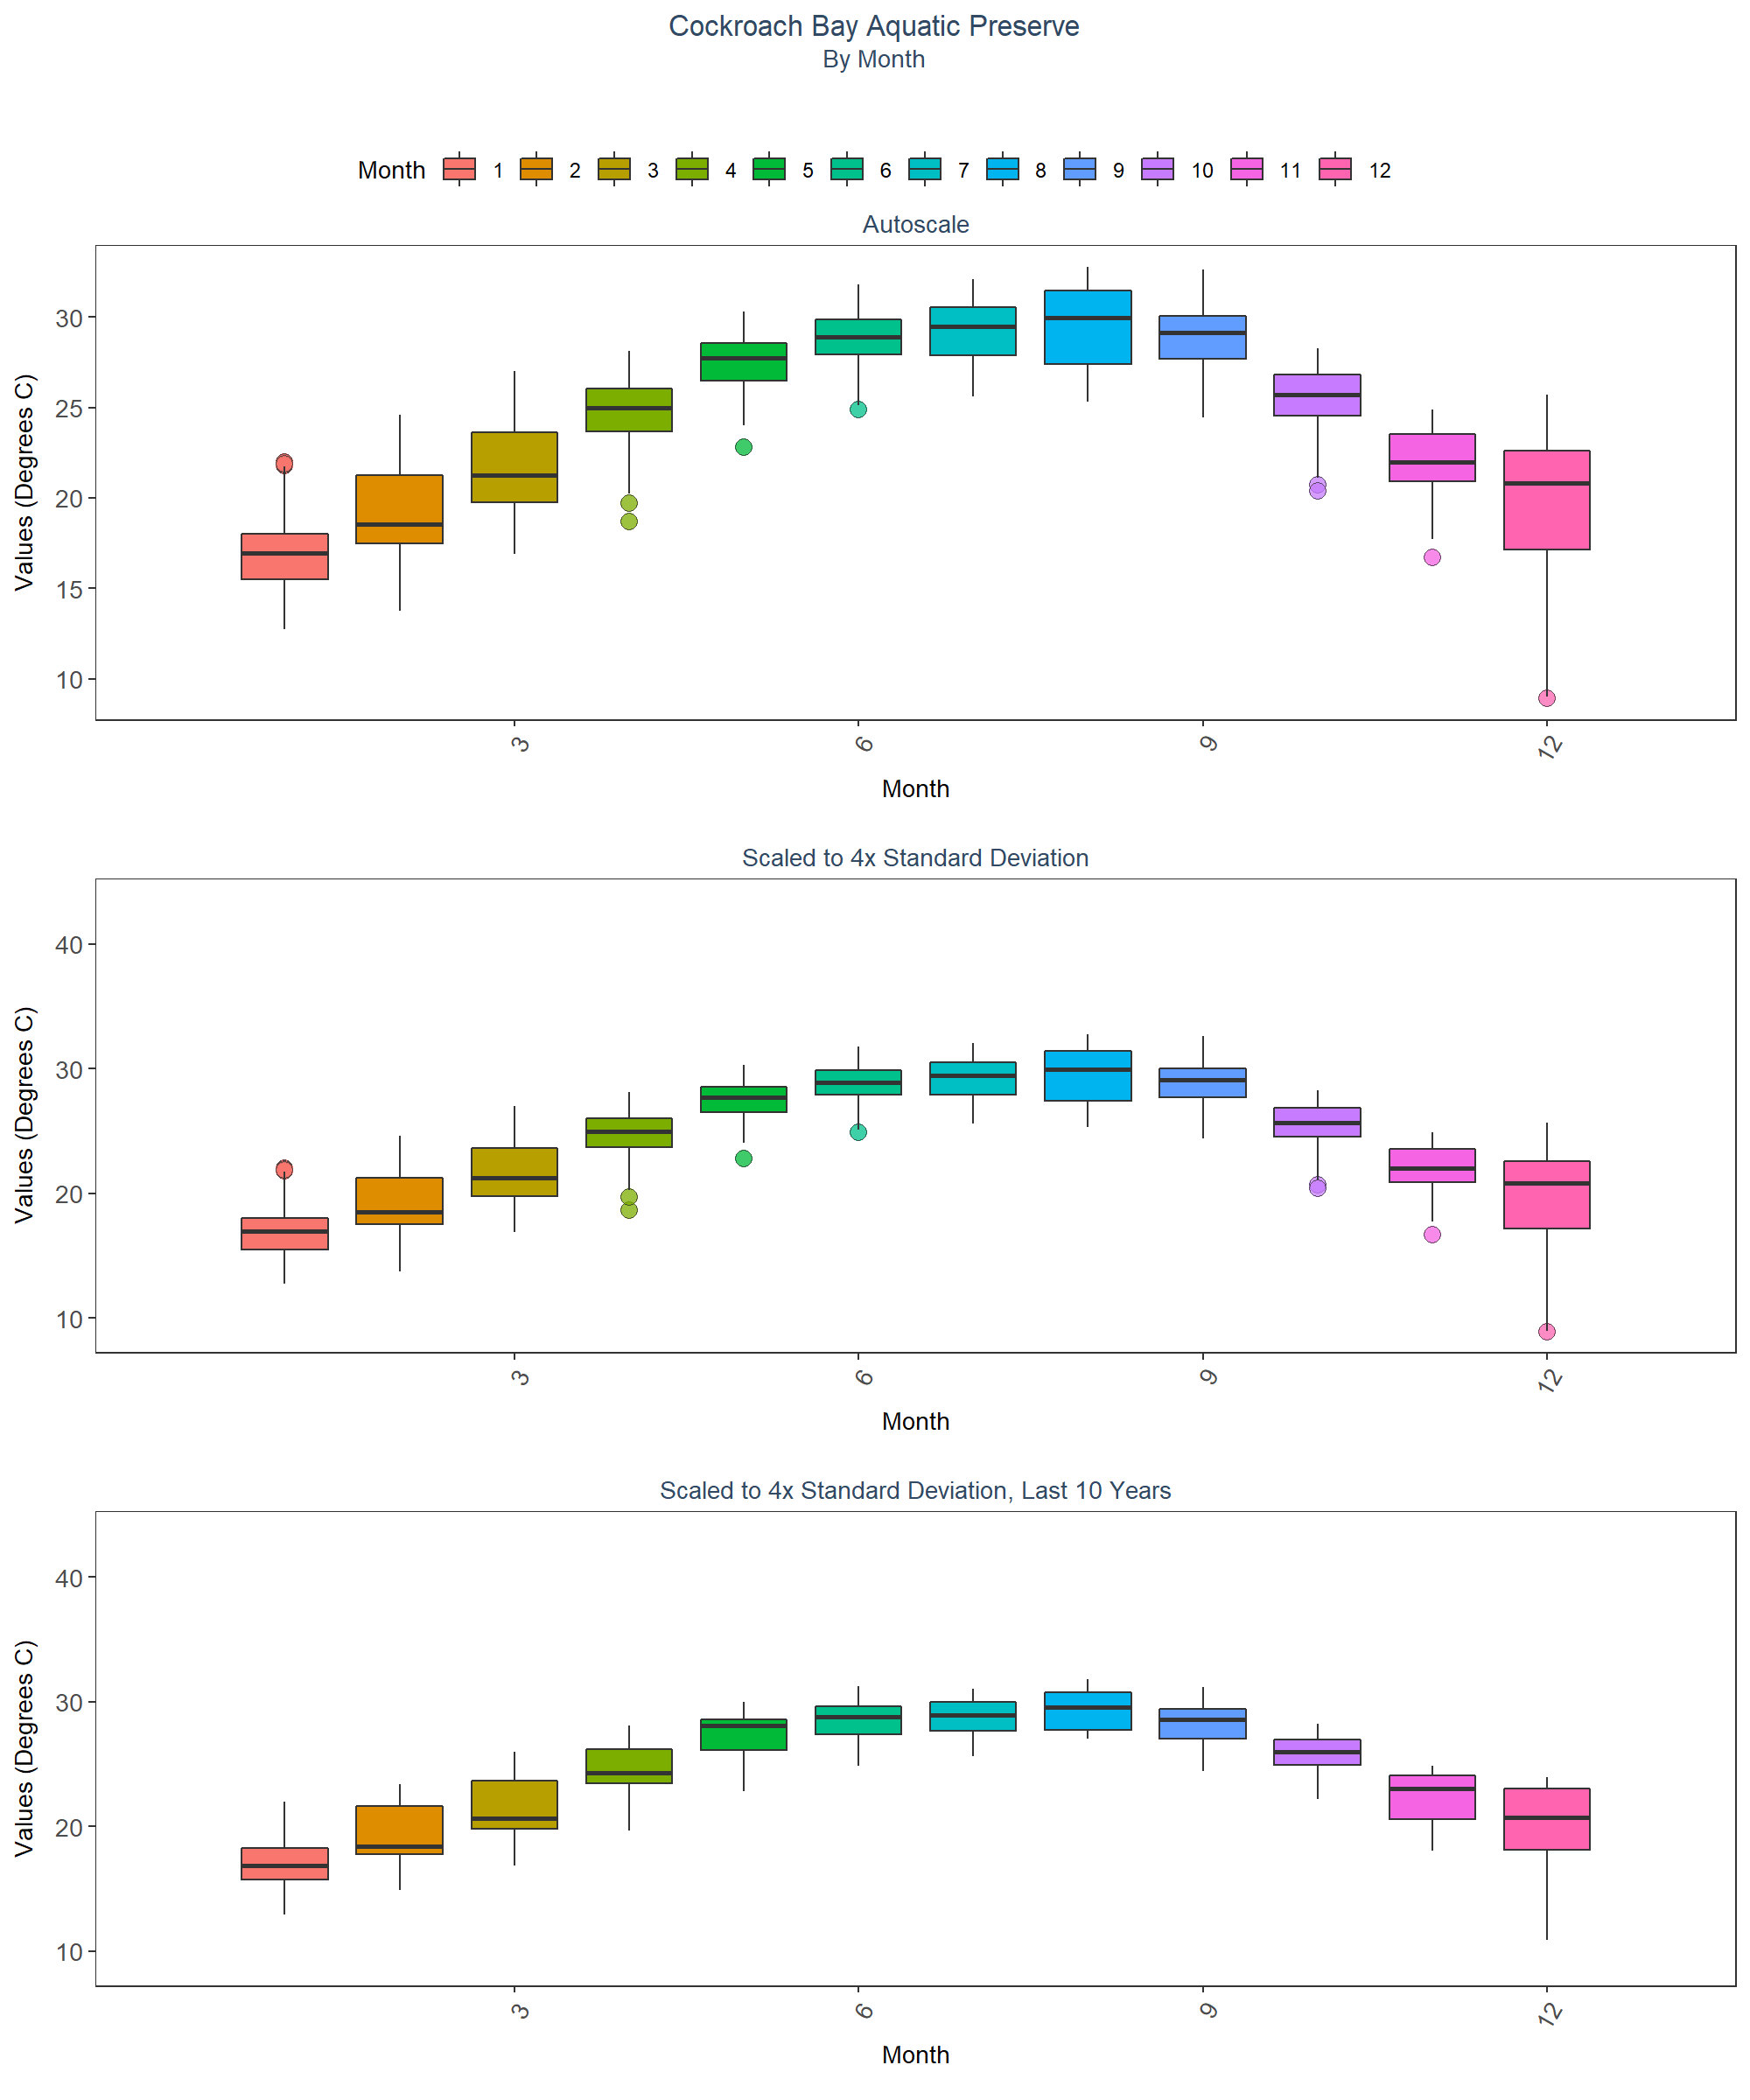 Cockroach Bay Aquatic Preserve
By Month
Month 1 2 3 4 5 6 7 8 9 10 11 12
Autoscale
Values (Degrees C)
30
25
20
15
10
3 6 9 12
Month
Scaled to 4x Standard Deviation
Values (Degrees C)
40
30
20
10
3 6 9 12
Month
Scaled to 4x Standard Deviation, Last 10 Years
Values (Degrees C)
40
30
20
10
3 6 9 12
Month